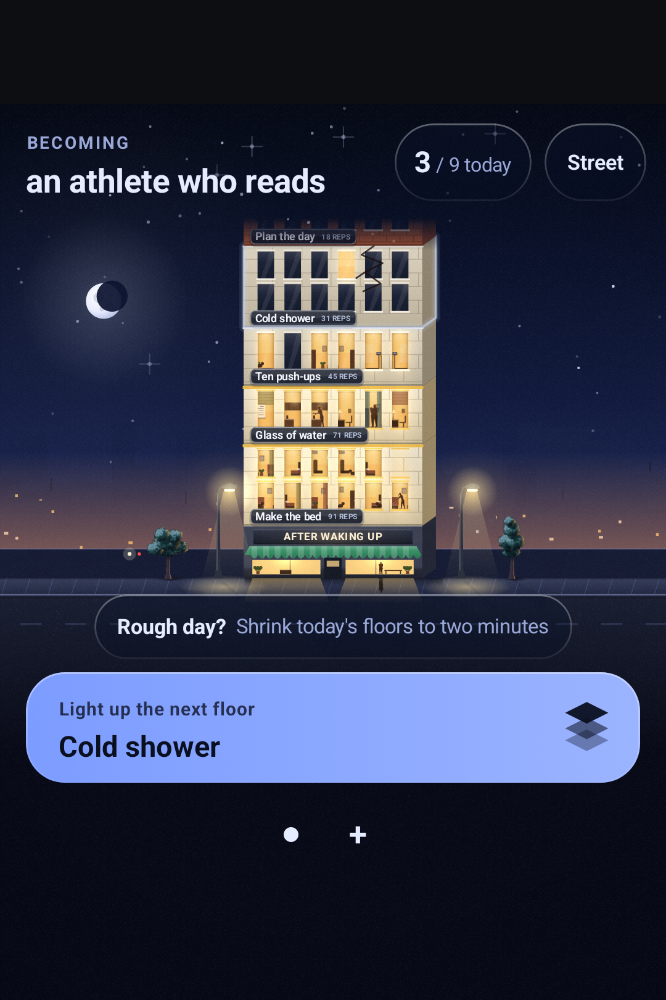 BECOMING
an athlete who reads
3 / 9 today
Street
Plan the day 18 REPS
Cold shower 31 REPS
Ten push-ups 45 REPS
Glass of water 71 REPS
Make the bed 91 REPS
AFTER WAKING UP
Rough day? Shrink today's floors to two minutes
Light up the next floor
Cold shower
+